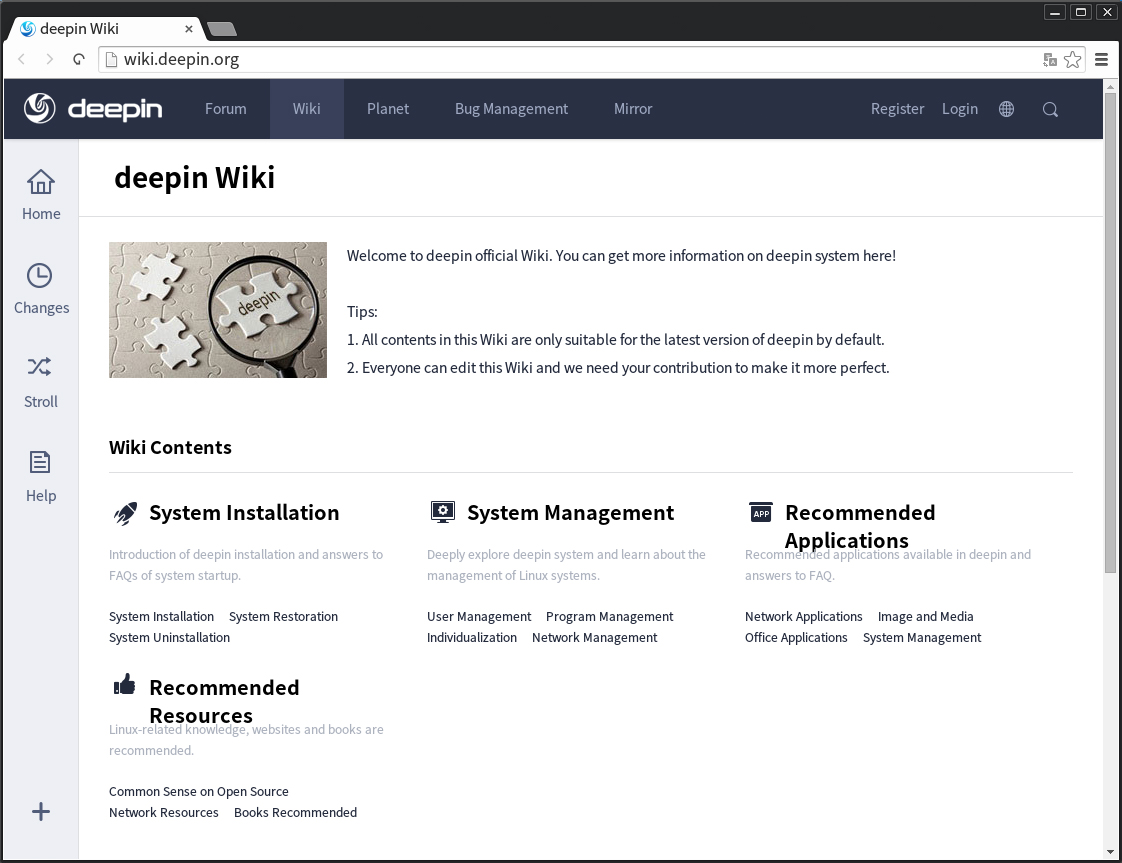 deepin Wiki
wiki.deepin.org
deepin Forum Wiki Planet Bug Management Mirror Register Login
Home
Changes
Stroll
Help
deepin Wiki
deepin
Welcome to deepin official Wiki. You can get more information on deepin system here!
Tips:
1. All contents in this Wiki are only suitable for the latest version of deepin by default.
2. Everyone can edit this Wiki and we need your contribution to make it more perfect.
Wiki Contents
System Installation
Introduction of deepin installation and answers to
FAQs of system startup.
System Installation System Restoration
System Uninstallation
System Management
Deeply explore deepin system and learn about the
management of Linux systems.
User Management Program Management
Individualization Network Management
APP
Recommended
Applications
Recommended applications available in deepin and
answers to FAQ.
Network Applications Image and Media
Office Applications System Management
Recommended
Resources
Linux-related knowledge, websites and books are
recommended.
Common Sense on Open Source
Network Resources Books Recommended